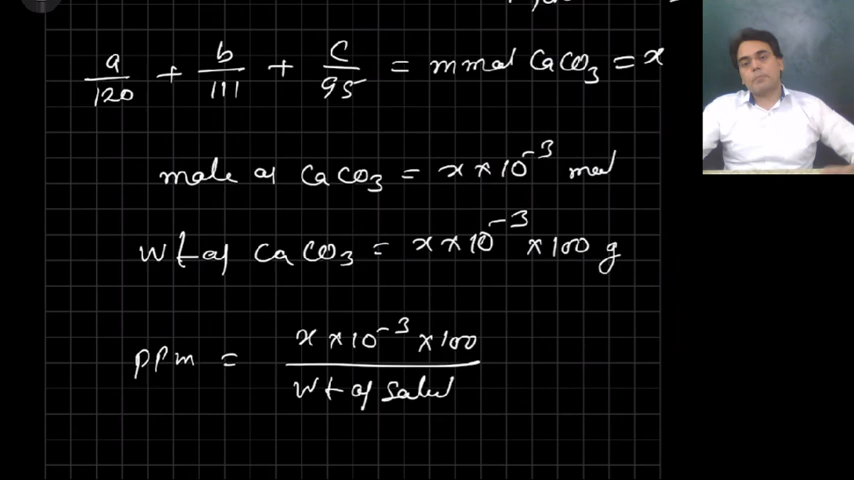 a/120 + b/111 + c/95 = mmol CaCO3 = x
mole of CaCO3 = x × 10^-3 mol
wt of CaCO3 = x × 10^-3 × 100 g
ppm = (x × 10^-3 × 100) / (wt of solut)